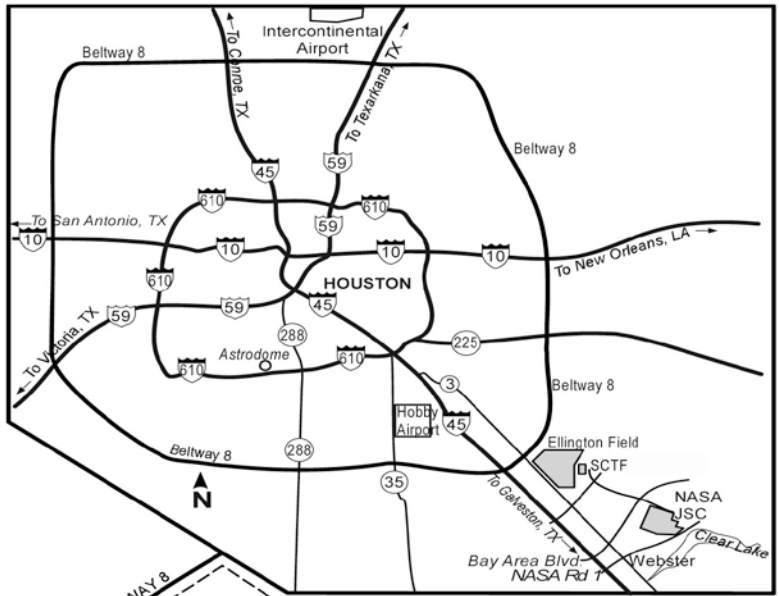 Intercontinental
Airport
To Conroe, TX
To Texarkana, TX
Beltway 8
Beltway 8
45
59
610
610
59
To San Antonio, TX
10
10
10
10
To New Orleans, LA
610
HOUSTON
45
59
59
288
To Victoria, TX
225
Astrodome
610
610
3
Beltway 8
Hobby
Airport
45
Ellington Field
Beltway 8
288
SCTF
35
N
To Galveston, TX
NASA
JSC
Clear Lake
Bay Area Blvd.
Webster
NASA Rd 1
WAY 8